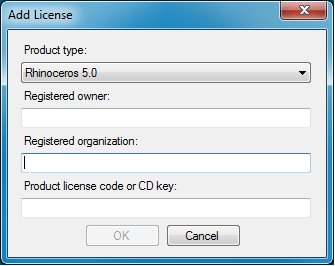 Add License
Product type:
Rhinoceros 5.0
Registered owner:
Registered organization:
Product license code or CD key:
OK
Cancel